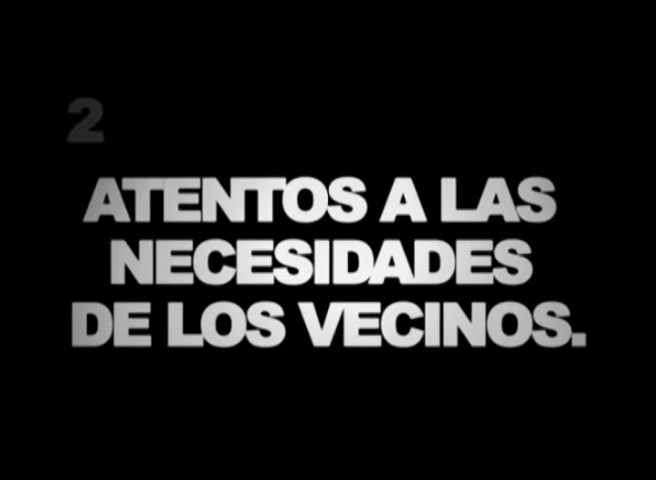 2
ATENTOS A LAS
NECESIDADES
DE LOS VECINOS.